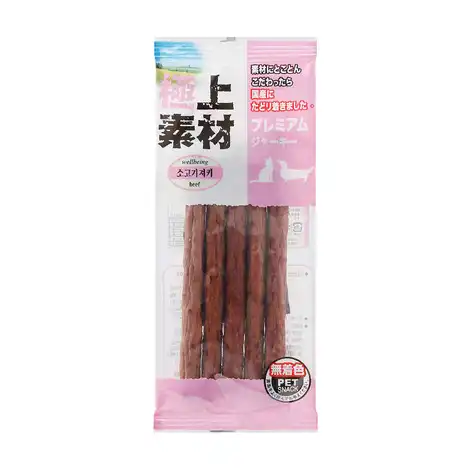 極上
素材
wellbeing
소고기져키
beef
素材にとことん
こだわったら
国産に
たどり着きました。
プレミアム
ジャーキー
無着色
PET
SNACK